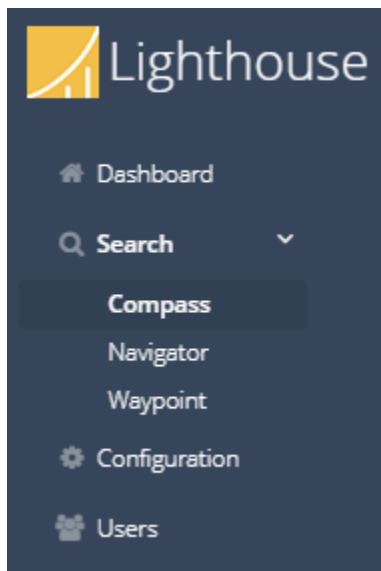 Lighthouse
Dashboard
Search
Compass
Navigator
Waypoint
Configuration
Users